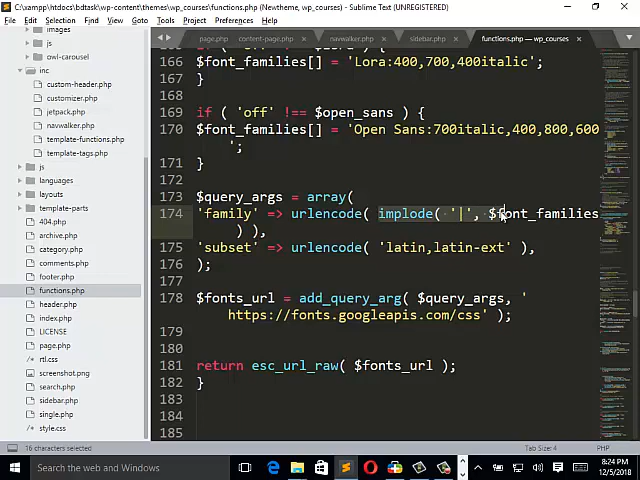 C:\xampp\htdocs\bdtask\wp-content\themes\wp_courses\functions.php (Newtheme, wp_courses) - Sublime Text (UNREGISTERED)
File Edit Selection Find View Goto Tools Project Preferences Help
page.php content-page.php navwalker.php sidebar.php functions.php — wp_courses
images
js
owl-carousel
inc
custom-header.php
customizer.php
jetpack.php
navwalker.php
template-functions.php
template-tags.php
js
languages
layouts
template-parts
404.php
archive.php
category.php
comments.php
footer.php
functions.php
header.php
index.php
LICENSE
page.php
rtl.css
screenshot.png
search.php
sidebar.php
single.php
style.css
166 $font_families[] = 'Lora:400,700,400italic';
167 }
168
169 if ( 'off' !== $open_sans ) {
170 $font_families[] = 'Open Sans:700italic,400,800,600
';
171 }
172
173 $query_args = array(
174 'family' => urlencode( implode( '|', $font_families
) ),
175 'subset' => urlencode( 'latin,latin-ext' ),
176 );
177
178 $fonts_url = add_query_arg( $query_args, '
https://fonts.googleapis.com/css' );
179
180
181 return esc_url_raw( $fonts_url );
182 }
183
184
185
16 characters selected Tab Size: 4 PHP
Search the web and Windows
8:24 PM
12/5/2018